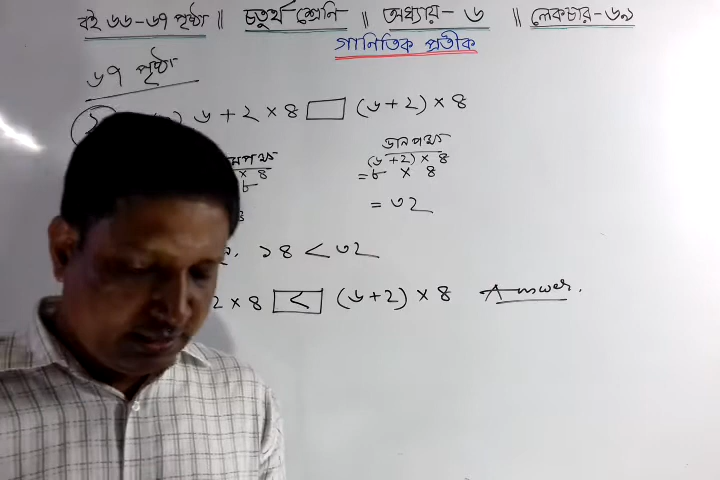 বই ৬৬-৬৭ পৃষ্ঠা || চতুর্থ শ্রেনি || অধ্যায়- ৬ || লেকচার- ৬৯
গানিতিক প্রতীক
৬৭ পৃষ্ঠা
৬+২×৪ □ (৬+২)×৪
ডানপক্ষ
(৬+২)×৪
× ৪
=৮ × ৪
৮
= ৩২
১৪ < ৩২
২×৪ < (৬+২)×৪ Answer.